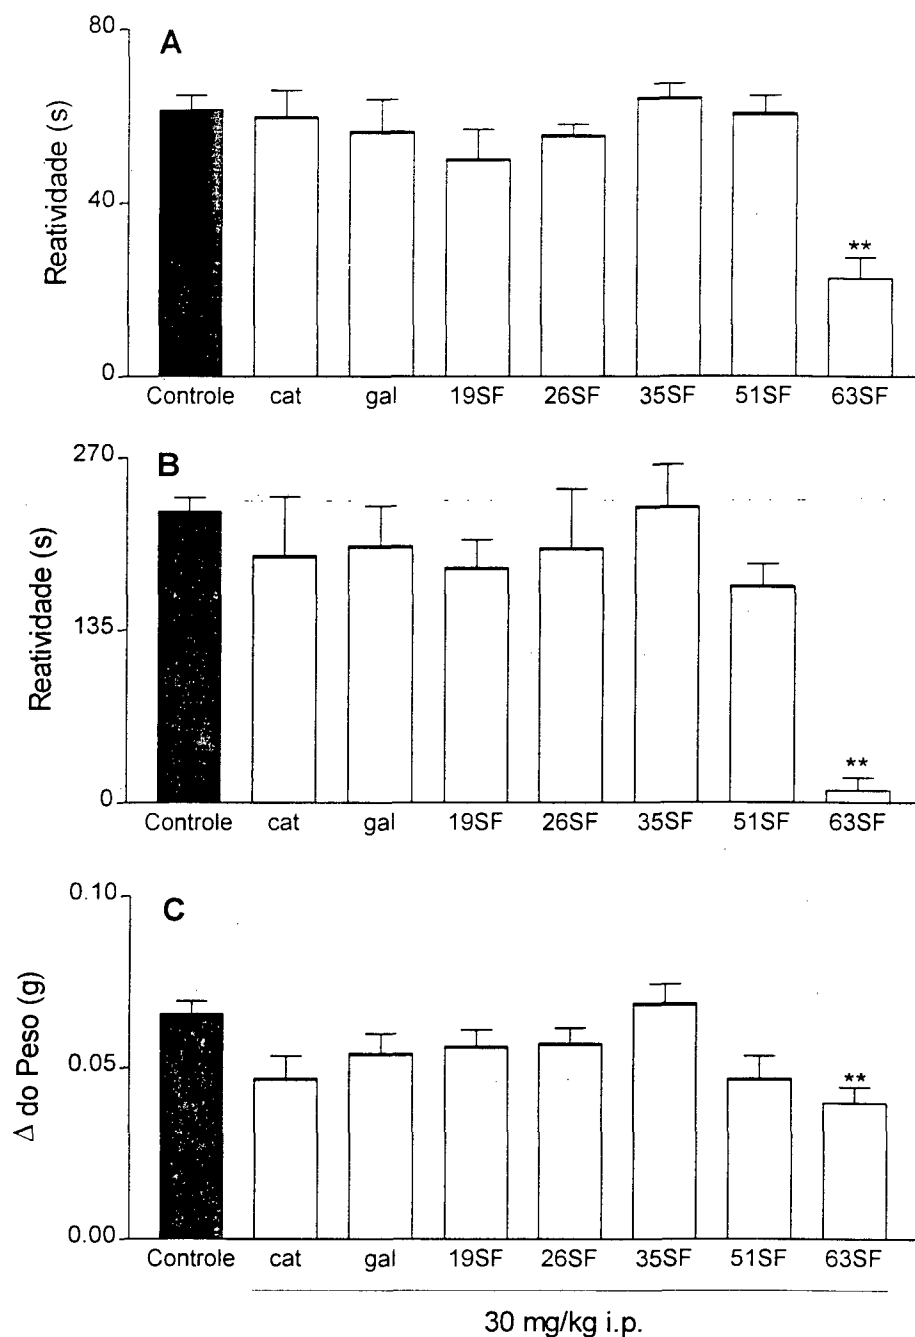 80
A
Reatividade (s)
40
**
0
Controle cat gal 19SF 26SF 35SF 51SF 63SF
270
B
Reatividade (s)
135
**
0
Controle cat gal 19SF 26SF 35SF 51SF 63SF
0.10
C
Δ do Peso (g)
0.05
**
0.00
Controle cat gal 19SF 26SF 35SF 51SF 63SF
30 mg/kg i.p.